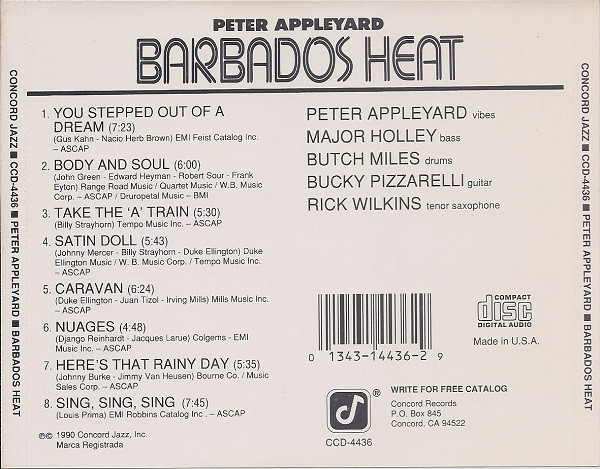 PETER APPLEYARD
BARBADOS HEAT
CONCORD JAZZ ■ CCD-4436 ■ PETER APPLEYARD ■ BARBADOS HEAT
1. YOU STEPPED OUT OF A
DREAM (7:23)
(Gus Kahn - Nacio Herb Brown) EMI Feist Catalog Inc.
– ASCAP
2. BODY AND SOUL (6:00)
(John Green - Edward Heyman - Robert Sour - Frank
Eyton) Range Road Music / Quartet Music / W.B. Music
Corp. – ASCAP / Druropetal Music – BMI
3. TAKE THE 'A' TRAIN (5:30)
(Billy Strayhorn) Tempo Music Inc. – ASCAP
4. SATIN DOLL (5:43)
(Johnny Mercer - Billy Strayhorn - Duke Ellington) Duke
Ellington Music / W. B. Music Corp. / Tempo Music Inc.
– ASCAP
5. CARAVAN (6:24)
(Duke Ellington - Juan Tizol - Irving Mills) Mills Music Inc.
– ASCAP
6. NUAGES (4:48)
(Django Reinhardt - Jacques Larue) Colgems - EMI
Music Inc. – ASCAP
7. HERE'S THAT RAINY DAY (5:35)
(Johnny Burke - Jimmy Van Heusen) Bourne Co. / Music
Sales Corp. – ASCAP
8. SING, SING, SING (7:45)
(Louis Prima) EMI Robbins Catalog Inc. – ASCAP
℗© 1990 Concord Jazz, Inc.
Marca Registrada
PETER APPLEYARD vibes
MAJOR HOLLEY bass
BUTCH MILES drums
BUCKY PIZZARELLI guitar
RICK WILKINS tenor saxophone
0 1343-14436-2 9
COMPACT
disc
DIGITAL AUDIO
Made in U.S.A.
®
CCD-4436
WRITE FOR FREE CATALOG
Concord Records
P.O. Box 845
Concord, CA 94522
CONCORD JAZZ ■ CCD-4436 ■ PETER APPLEYARD ■ BARBADOS HEAT